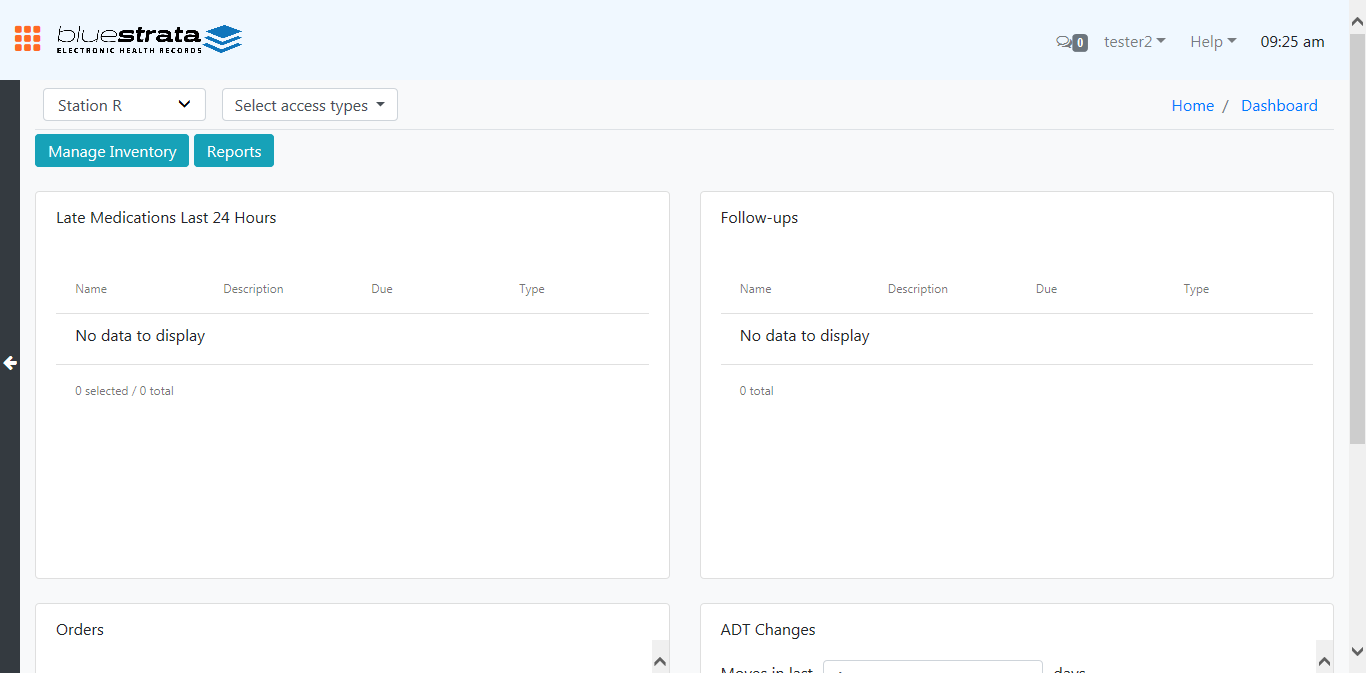 bluestrata
ELECTRONIC HEALTH RECORDS
0 tester2 Help 09:25 am
Station R Select access types Home / Dashboard
Manage Inventory Reports
Late Medications Last 24 Hours
Name Description Due Type
No data to display
0 selected / 0 total
Follow-ups
Name Description Due Type
No data to display
0 total
Orders
ADT Changes
Moves in last days